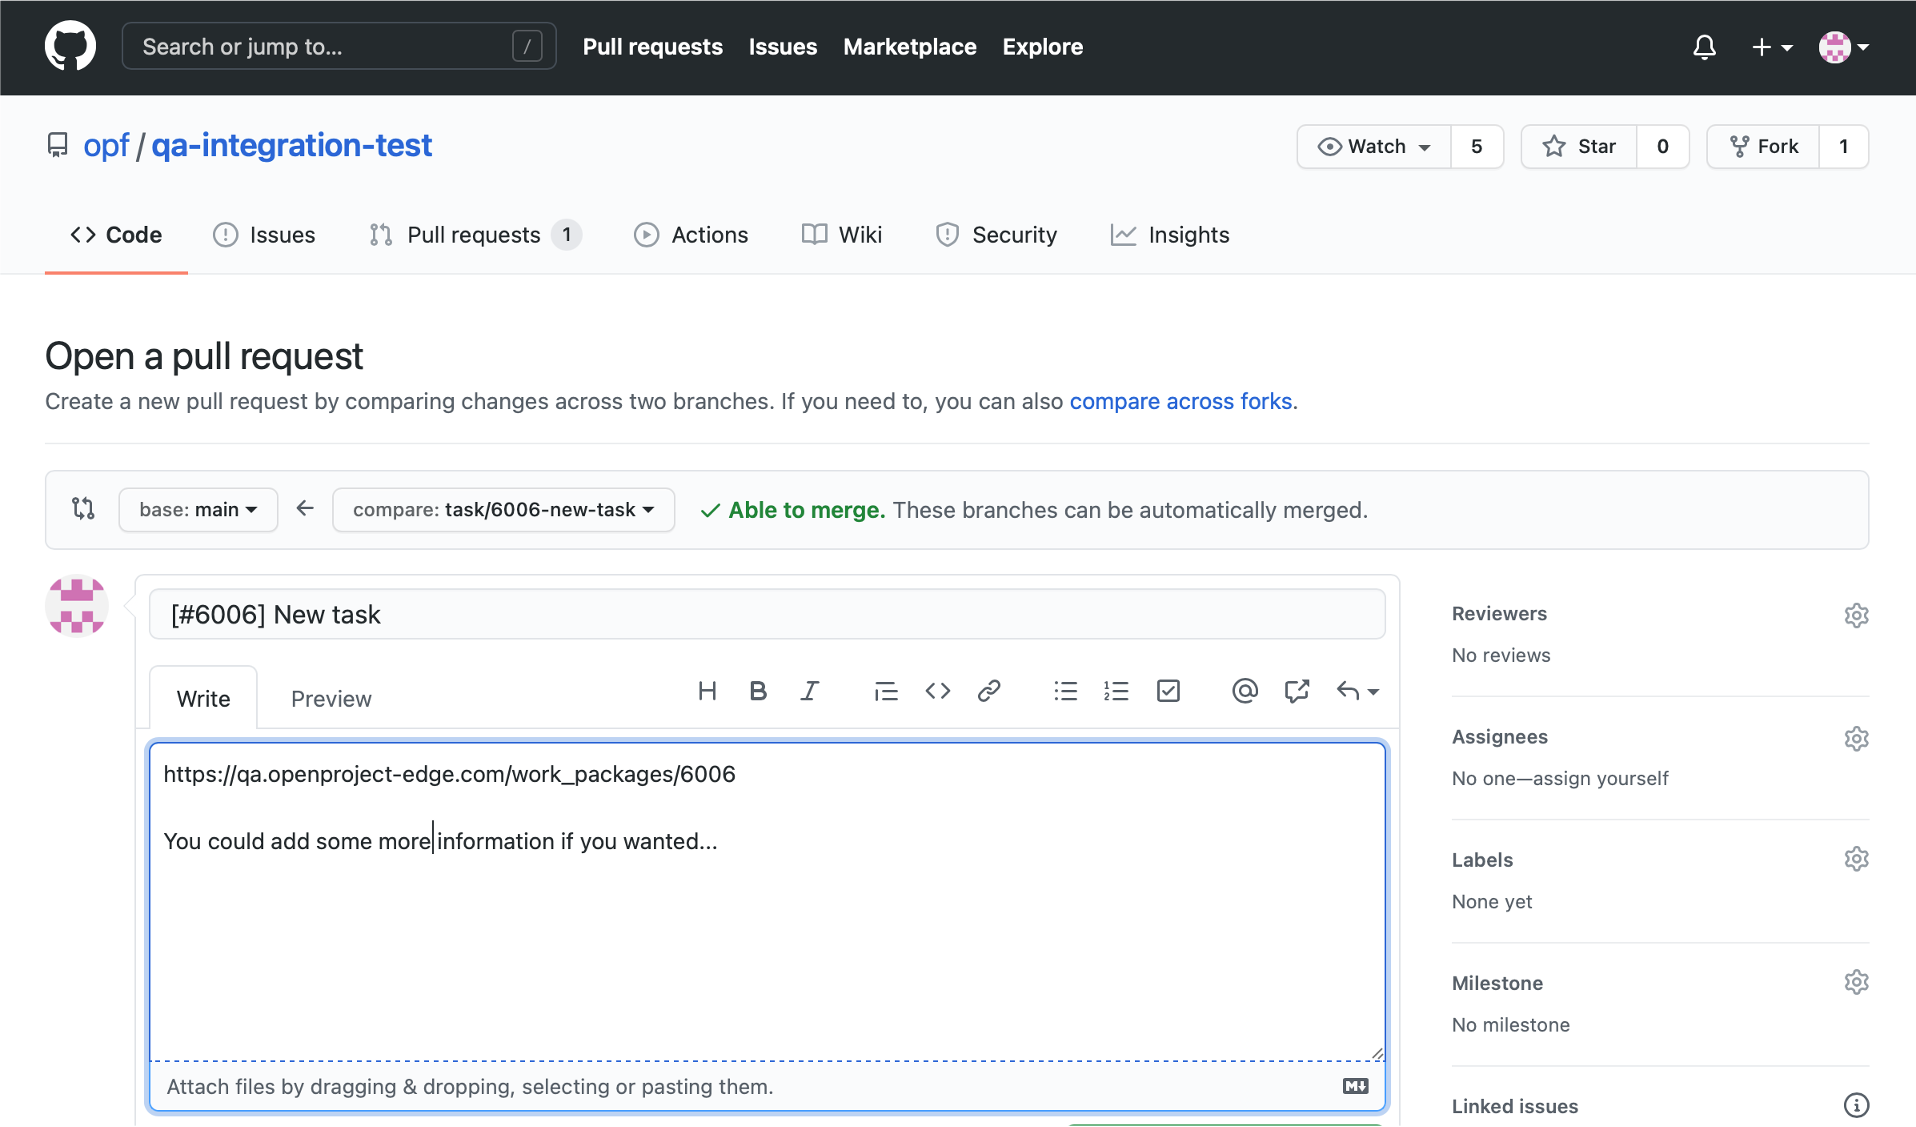 Search or jump to... /
Pull requests Issues Marketplace Explore
opf / qa-integration-test
Watch 5 Star 0 Fork 1
Code Issues Pull requests 1 Actions Wiki Security Insights
Open a pull request
Create a new pull request by comparing changes across two branches. If you need to, you can also compare across forks.
base: main compare: task/6006-new-task Able to merge. These branches can be automatically merged.
[#6006] New task
Write Preview
https://qa.openproject-edge.com/work_packages/6006
You could add some more information if you wanted...
Attach files by dragging & dropping, selecting or pasting them.
Reviewers
No reviews
Assignees
No one—assign yourself
Labels
None yet
Milestone
No milestone
Linked issues